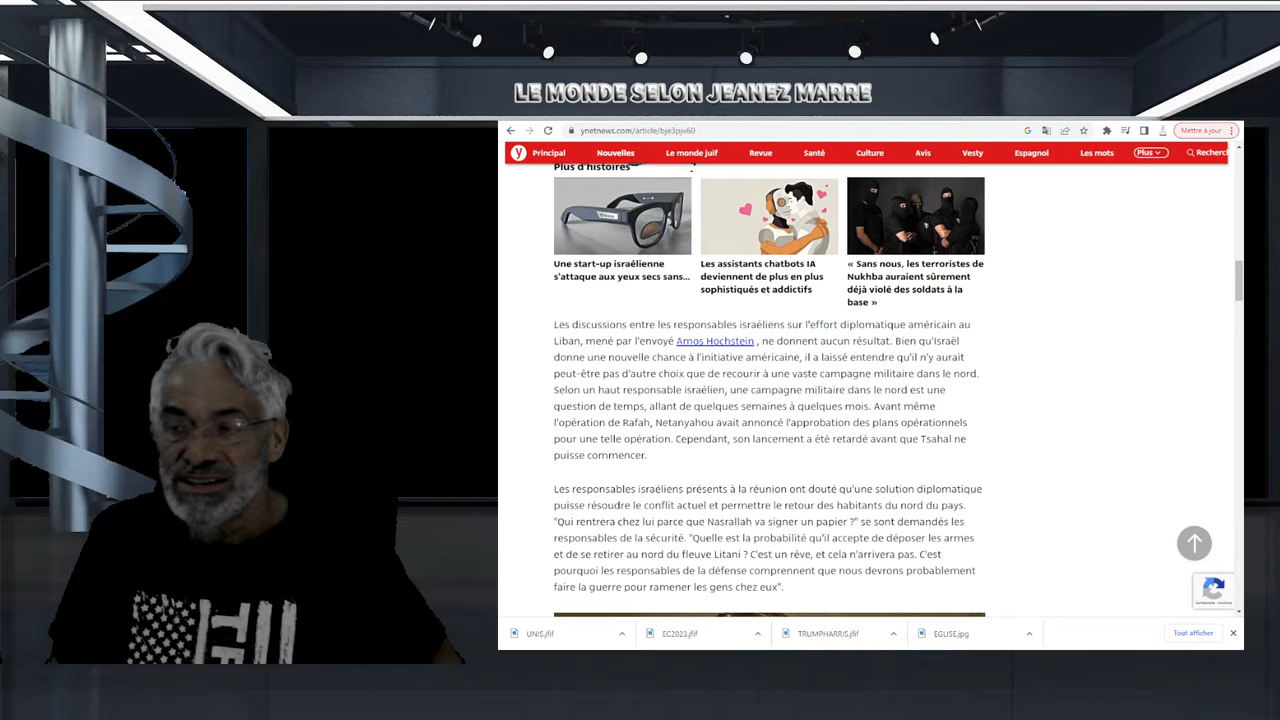 LE MONDE SELON JEANEZ MARRE
ynetnews.com/article/bje3pjv60
Mettre à jour
Principal
Nouvelles
Le monde juif
Revue
Santé
Culture
Avis
Vesty
Espagnol
Les mots
Plus
Recherc
Plus d'histoires
Une start-up israélienne
s'attaque aux yeux secs sans...
Les assistants chatbots IA
deviennent de plus en plus
sophistiqués et addictifs
« Sans nous, les terroristes de
Nukhba auraient sûrement
déjà violé des soldats à la
base »
Les discussions entre les responsables israéliens sur l'effort diplomatique américain au
Liban, mené par l'envoyé Amos Hochstein , ne donnent aucun résultat. Bien qu'Israël
donne une nouvelle chance à l'initiative américaine, il a laissé entendre qu'il n'y aurait
peut-être pas d'autre choix que de recourir à une vaste campagne militaire dans le nord.
Selon un haut responsable israélien, une campagne militaire dans le nord est une
question de temps, allant de quelques semaines à quelques mois. Avant même
l'opération de Rafah, Netanyahou avait annoncé l'approbation des plans opérationnels
pour une telle opération. Cependant, son lancement a été retardé avant que Tsahal ne
puisse commencer.
Les responsables israéliens présents à la réunion ont douté qu'une solution diplomatique
puisse résoudre le conflit actuel et permettre le retour des habitants du nord du pays.
"Qui rentrera chez lui parce que Nasrallah va signer un papier ?" se sont demandés les
responsables de la sécurité. "Quelle est la probabilité qu'il accepte de déposer les armes
et de se retirer au nord du fleuve Litani ? C'est un rêve, et cela n'arrivera pas. C'est
pourquoi les responsables de la défense comprennent que nous devrons probablement
faire la guerre pour ramener les gens chez eux".
UNIS.jfif
EC2023.jfif
TRUMPHARRIS.jfif
EGLISE.jpg
Tout afficher